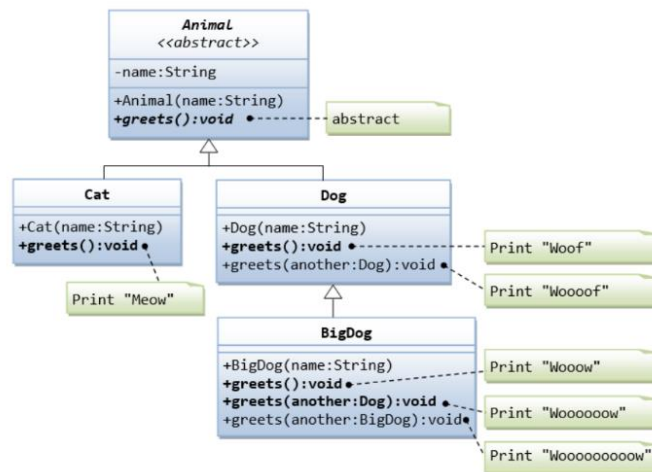 Animal
<<abstract>>
-name:String
+Animal(name:String)
+greets():void
abstract
Cat
+Cat(name:String)
+greets():void
Print "Meow"
Dog
+Dog(name:String)
+greets():void
+greets(another:Dog):void
Print "Woof"
Print "Woooof"
BigDog
+BigDog(name:String)
+greets():void
+greets(another:Dog):void
+greets(another:BigDog):void
Print "Wooow"
Print "Woooooow"
Print "Wooooooooow"